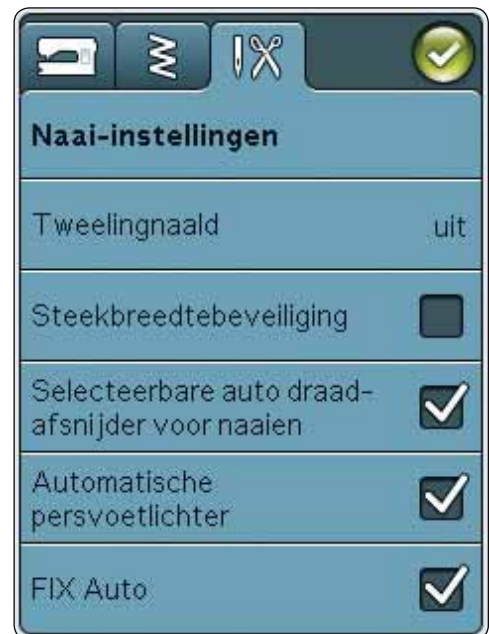 Naai-instellingen
Tweelingnaald uit
Steekbreedtebeveiliging
Selecteerbare auto draad-
afsnijder voor naaien
Automatische
persvoetlichter
FIX Auto